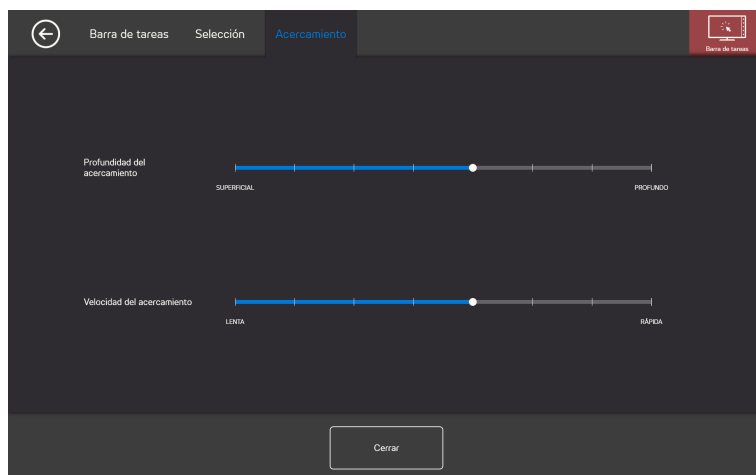 Barra de tareas
Selección
Acercamiento
Barra de tareas
Profundidad del
acercamiento
SUPERFICIAL
PROFUNDO
Velocidad del acercamiento
LENTA
RÁPIDA
Cerrar